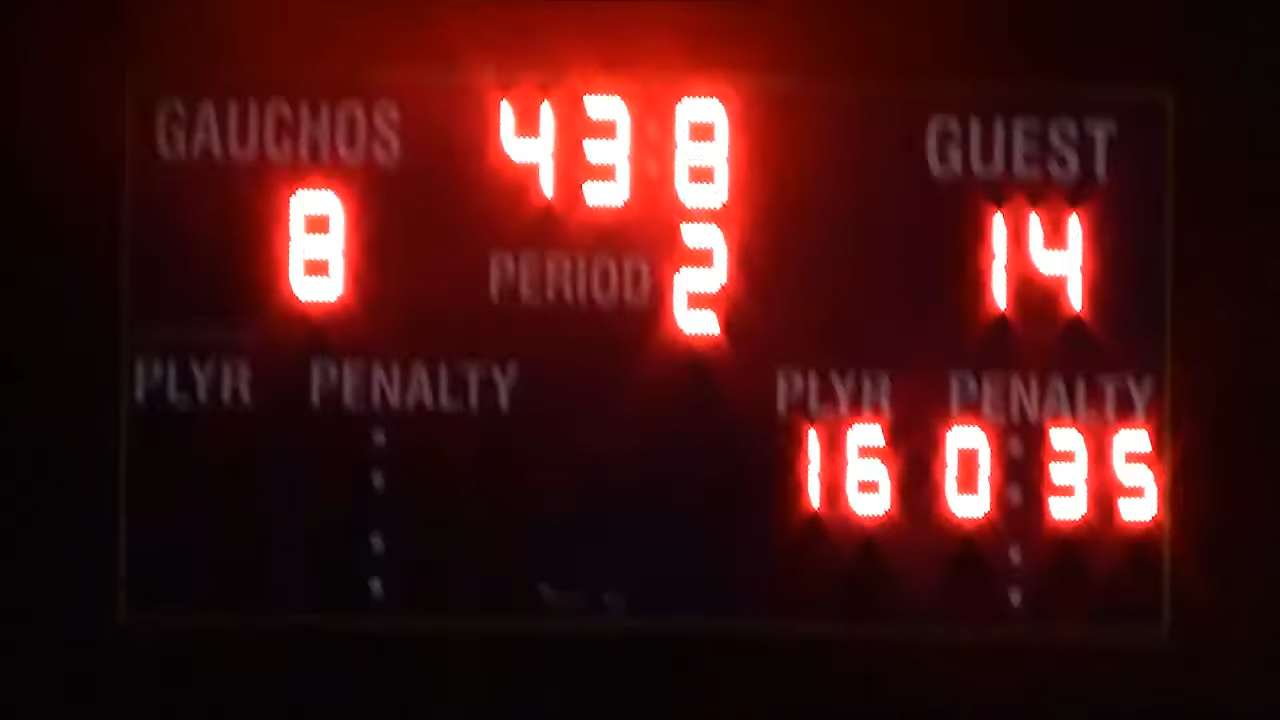 GAUCHOS 43 8 GUEST
8 PERIOD 2 14
PLYR PENALTY PLYR PENALTY
16 0:35